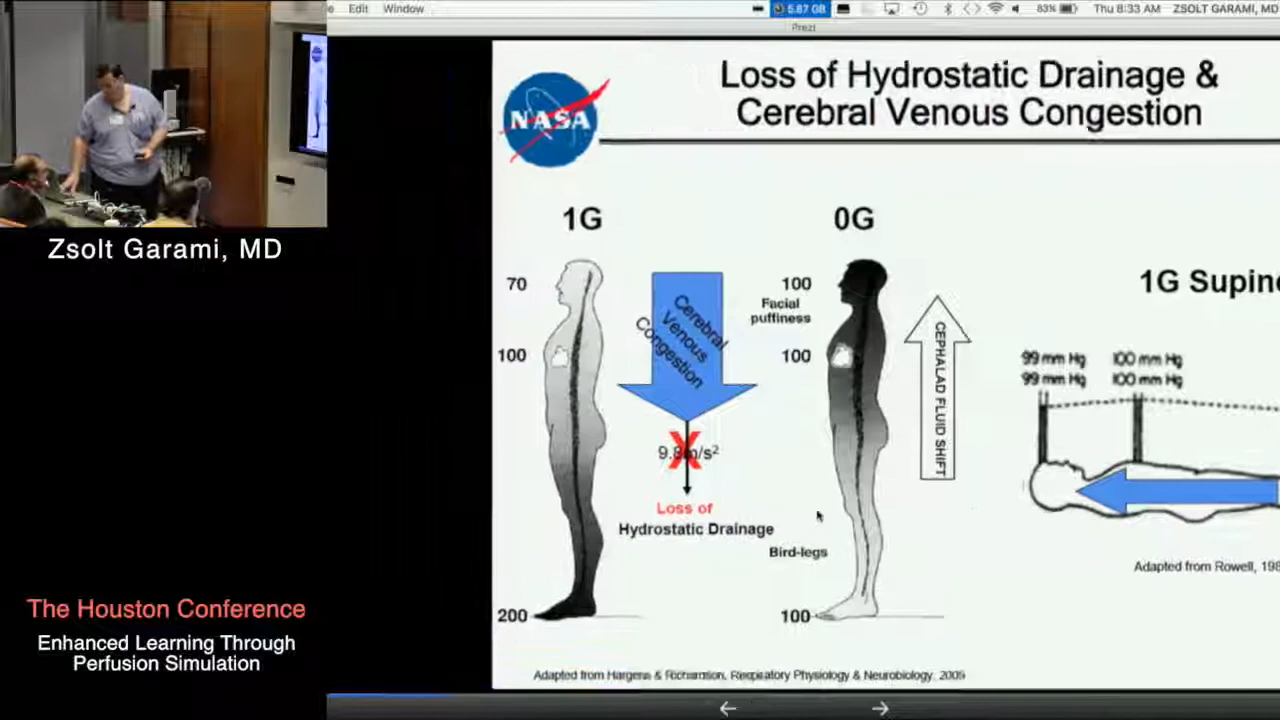 Edit Window
5.87 GB
83%
Thu 8:33 AM ZSOLT GARAMI, MD
Prezi
NASA
Loss of Hydrostatic Drainage &
Cerebral Venous Congestion
1G
0G
1G Supine
70
100
200
Cerebral
Venous
Congestion
9.8m/s²
X
Loss of
Hydrostatic Drainage
100
Facial
puffiness
100
Bird-legs
100
CEPHALAD FLUID SHIFT
99 mm Hg 100 mm Hg
99 mm Hg 100 mm Hg
Adapted from Rowell, 198
Adapted from Hargens & Richardson, Respiratory Physiology & Neurobiology, 2009
Zsolt Garami, MD
The Houston Conference
Enhanced Learning Through
Perfusion Simulation